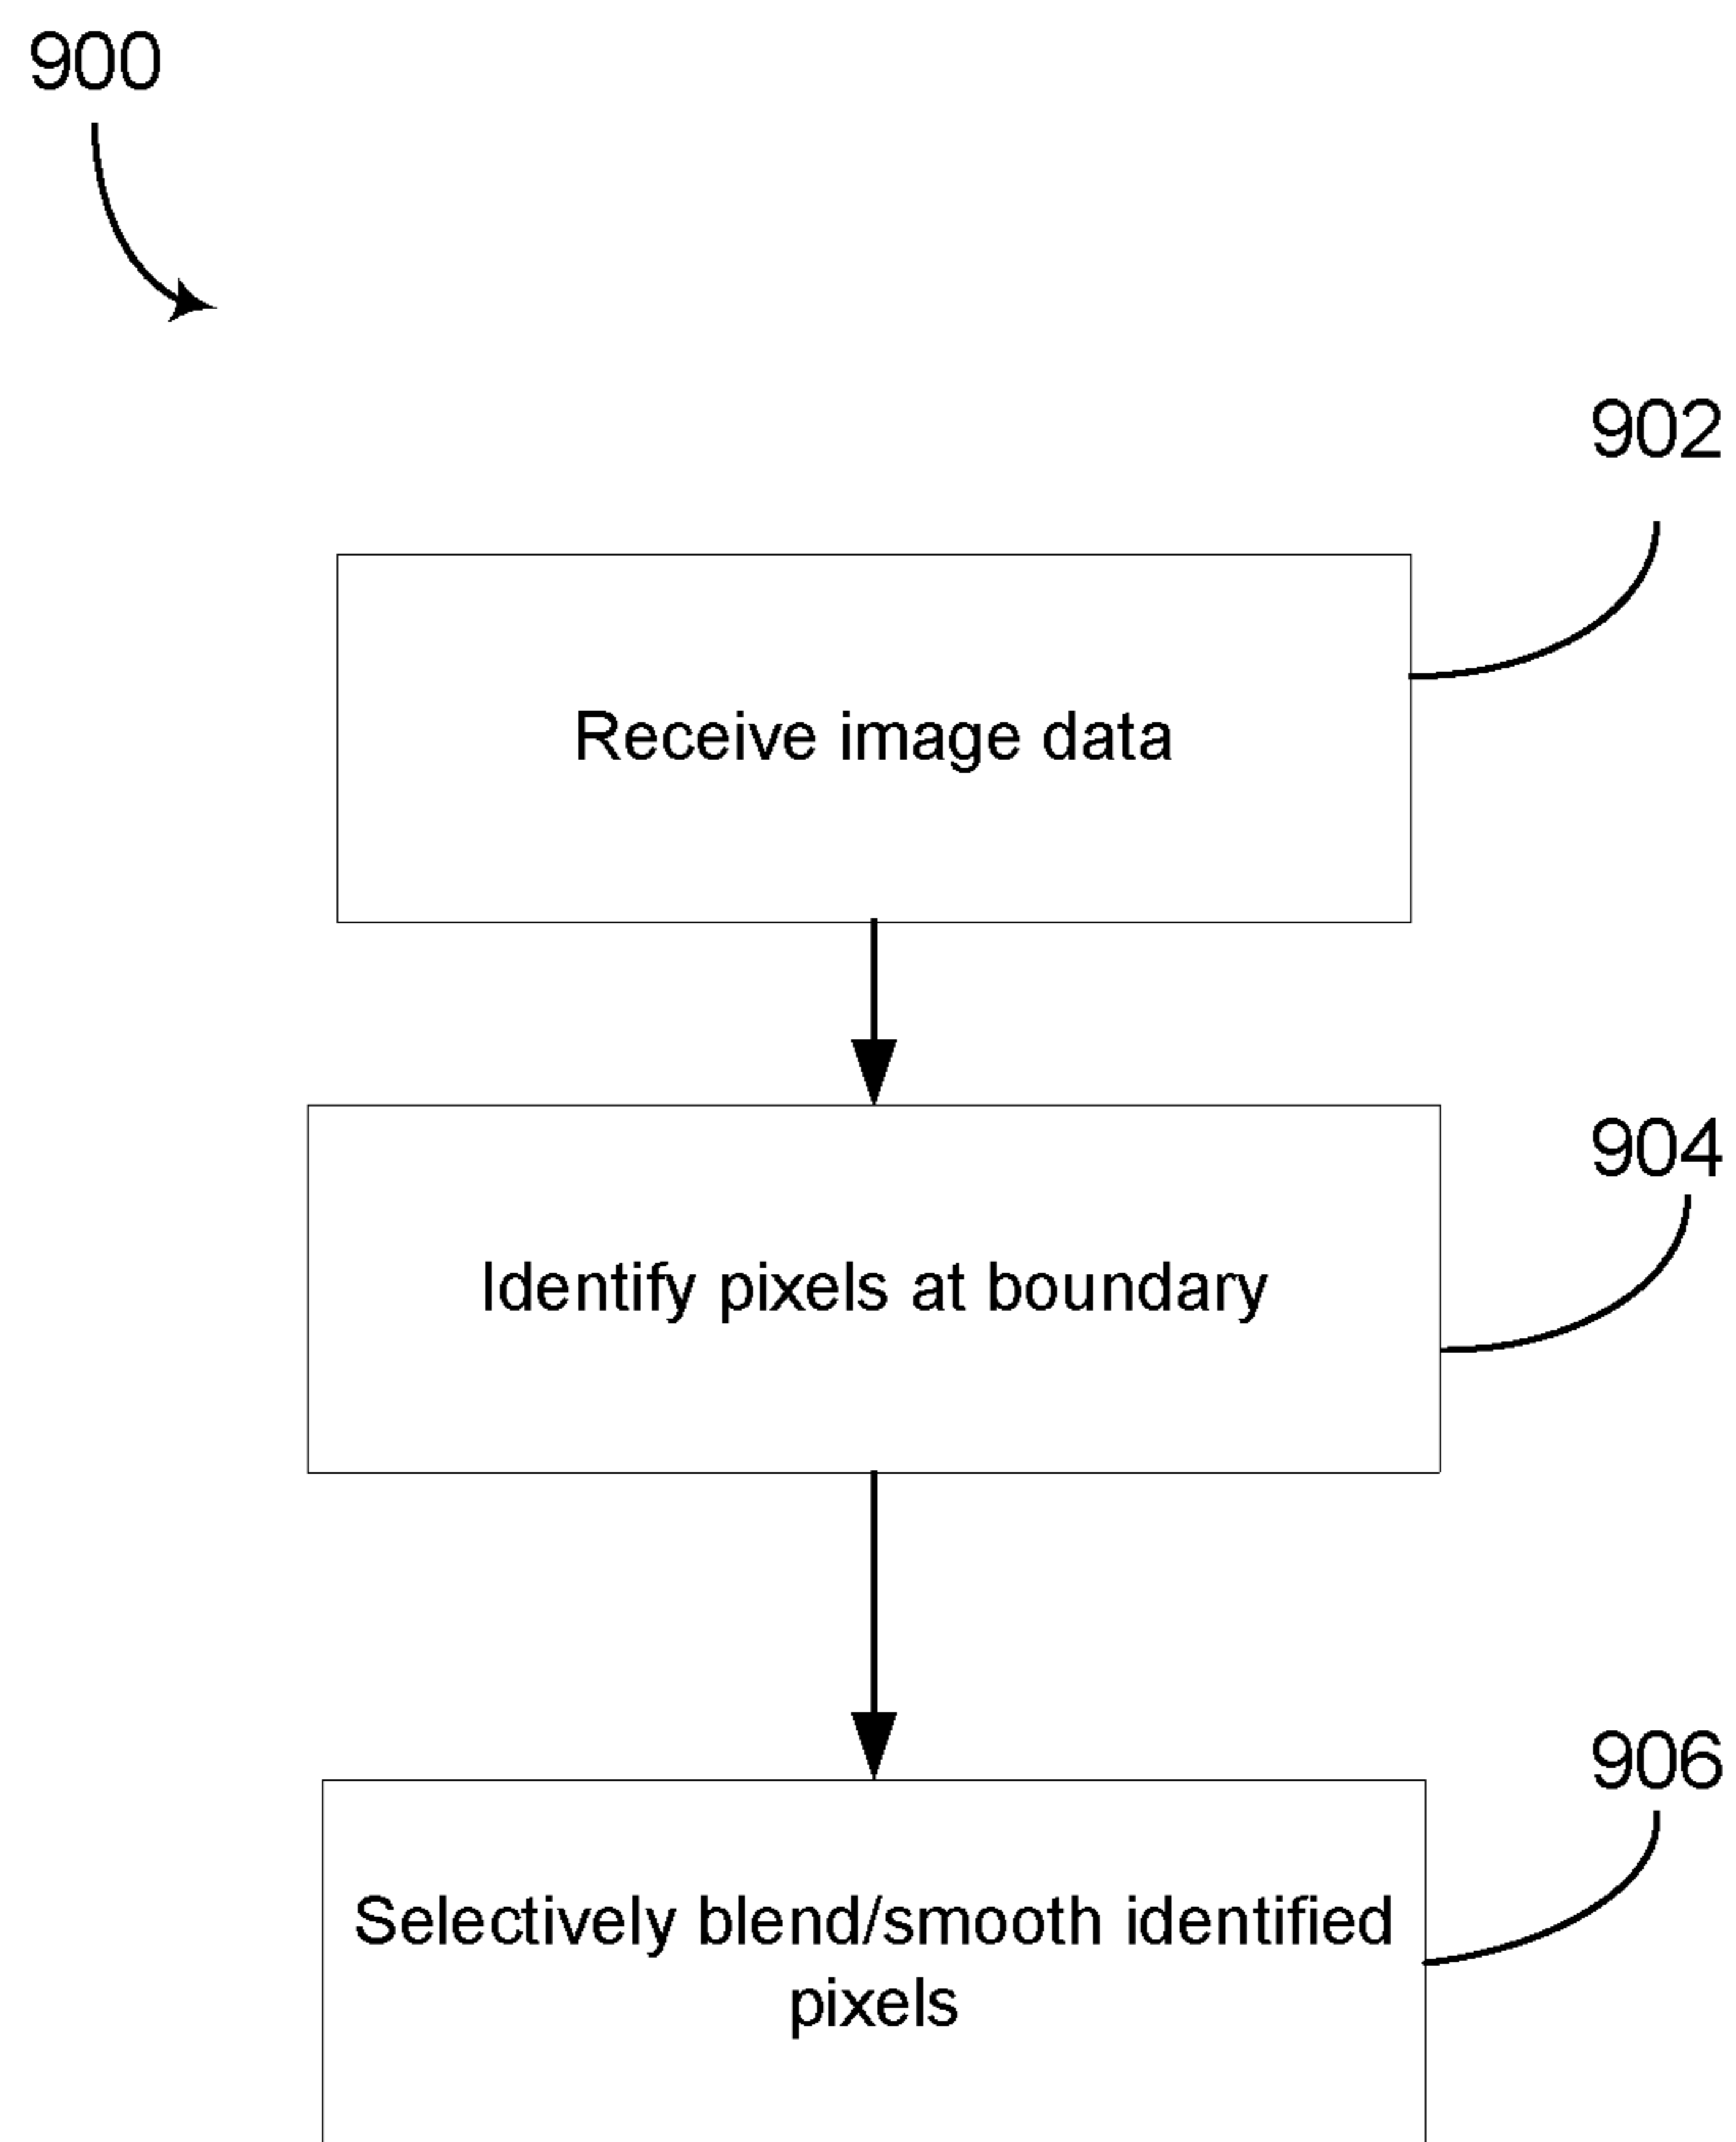 900
902
Receive image data
904
Identify pixels at boundary
906
Selectively blend/smooth identified
pixels